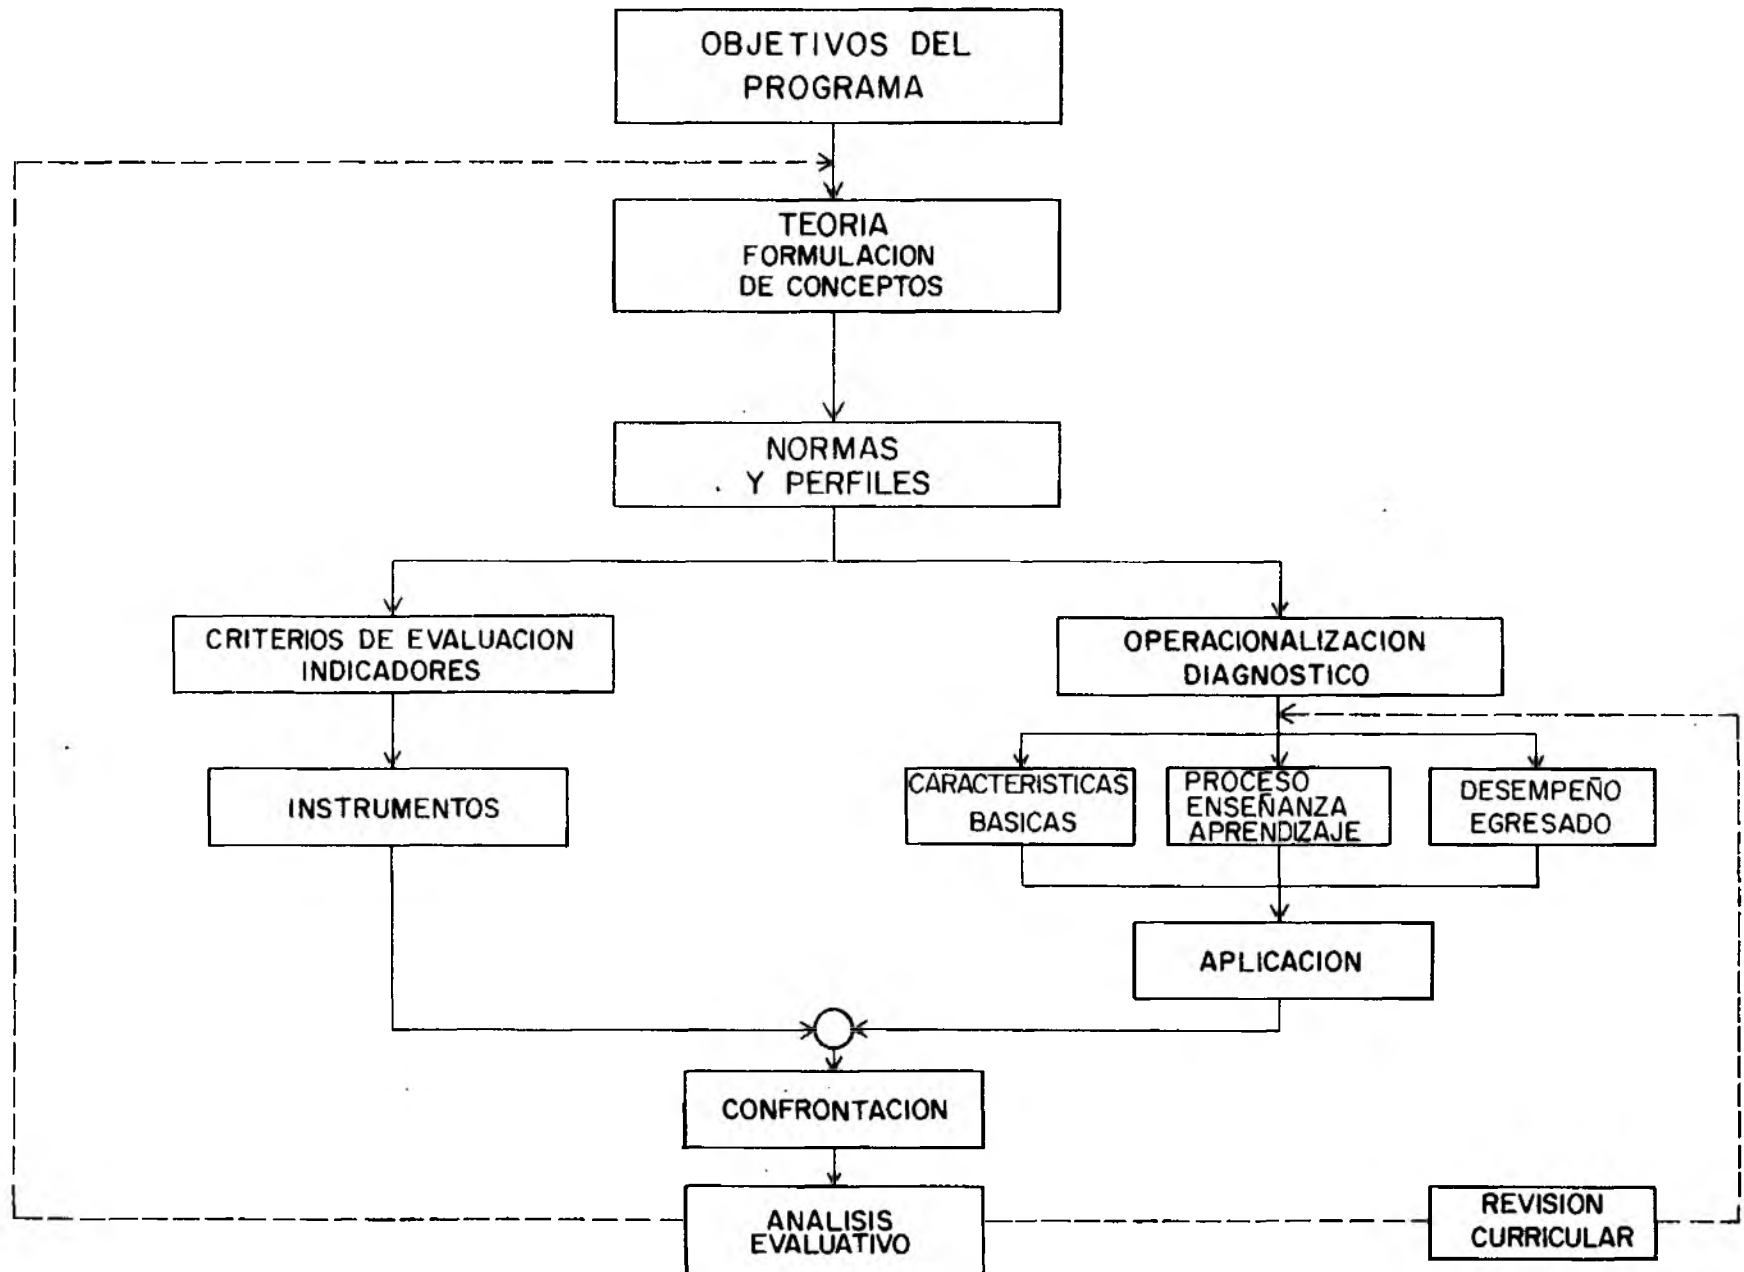 OBJETIVOS DEL
PROGRAMA
TEORIA
FORMULACION
DE CONCEPTOS
NORMAS
Y PERFILES
CRITERIOS DE EVALUACION
INDICADORES
OPERACIONALIZACION
DIAGNOSTICO
INSTRUMENTOS
CARACTERISTICAS
BASICAS
PROCESO
ENSEÑANZA
APRENDIZAJE
DESEMPEÑO
EGRESADO
APLICACION
CONFRONTACION
ANALISIS
EVALUATIVO
REVISION
CURRICULAR